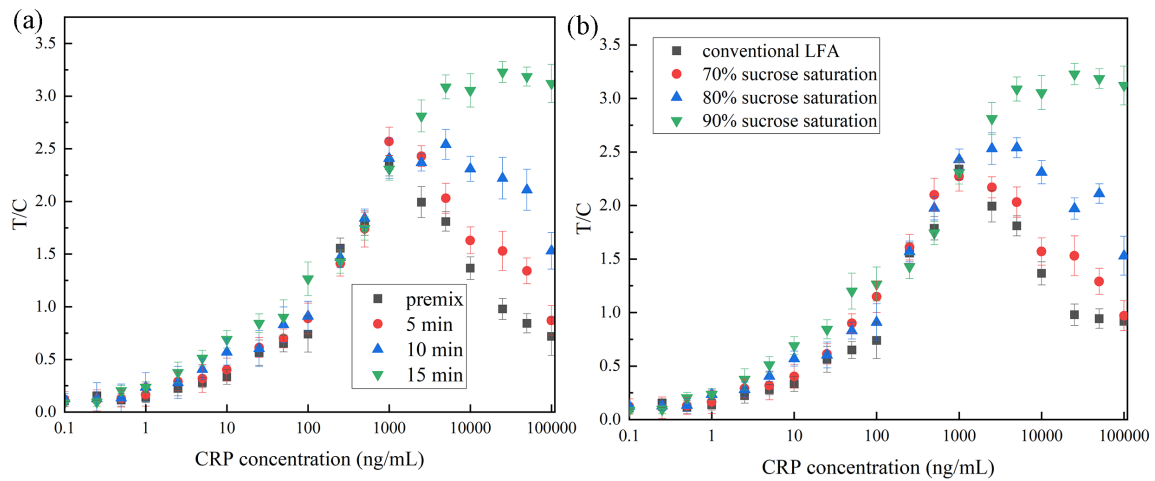 (a)
3.5
3.0
2.5
2.0
1.5
1.0
0.5
0.0
T/C
premix
5 min
10 min
15 min
0.1 1 10 100 1000 10000 100000
CRP concentration (ng/mL)
(b)
3.5
3.0
2.5
2.0
1.5
1.0
0.5
0.0
T/C
conventional LFA
70% sucrose saturation
80% sucrose saturation
90% sucrose saturation
0.1 1 10 100 1000 10000 100000
CRP concentration (ng/mL)